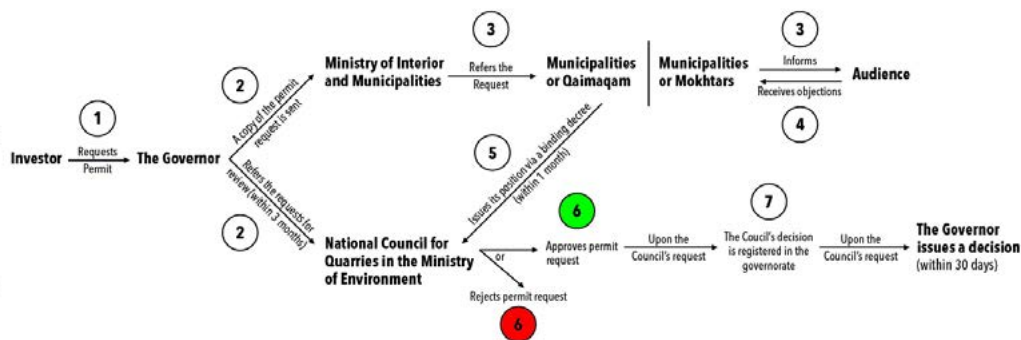 1
Investor
Requests
Permit
The Governor
2
A copy of the permit
request is sent
Ministry of Interior
and Municipalities
3
Refers the
Request
Municipalities
or Qaimaqam
Municipalities
or Mokhtars
3
Informs
Receives objections
4
Audience
2
Refers the requests for
review (within 3 months)
5
Issues its position via a binding decree
(within 1 month)
National Council for
Quarries in the Ministry
of Environment
or
6
Approves permit
request
Rejects permit request
6
Upon the
Council's request
7
The Coucil's decision
is registered in the
governorate
Upon the
Council's request
The Governor
issues a decision
(within 30 days)